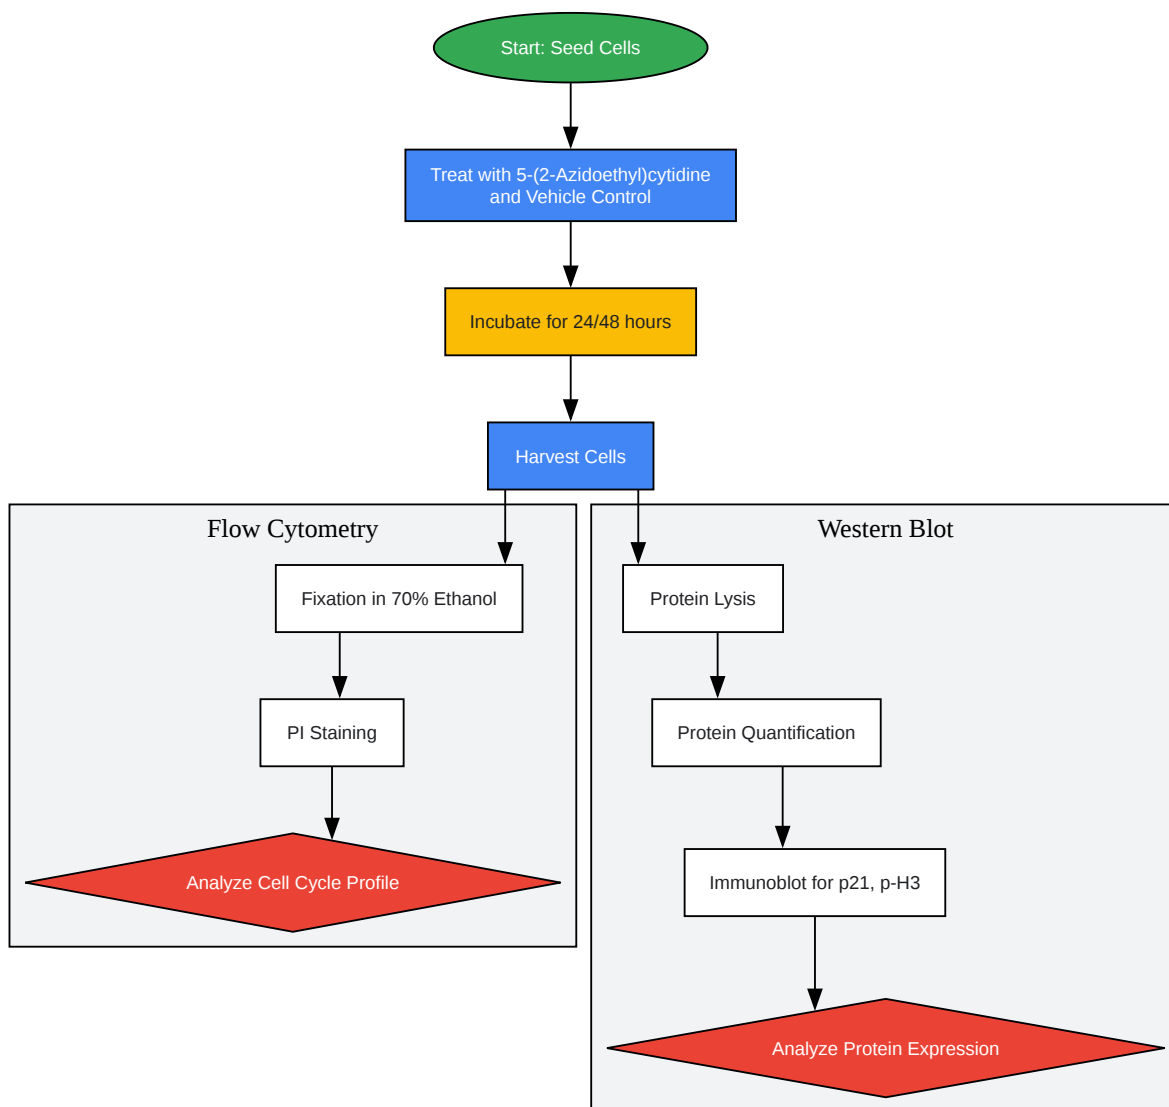 Start: Seed Cells
Treat with 5-(2-Azidoethyl)cytidine
and Vehicle Control
Incubate for 24/48 hours
Harvest Cells
Flow Cytometry
Fixation in 70% Ethanol
PI Staining
Analyze Cell Cycle Profile
Western Blot
Protein Lysis
Protein Quantification
Immunoblot for p21, p-H3
Analyze Protein Expression